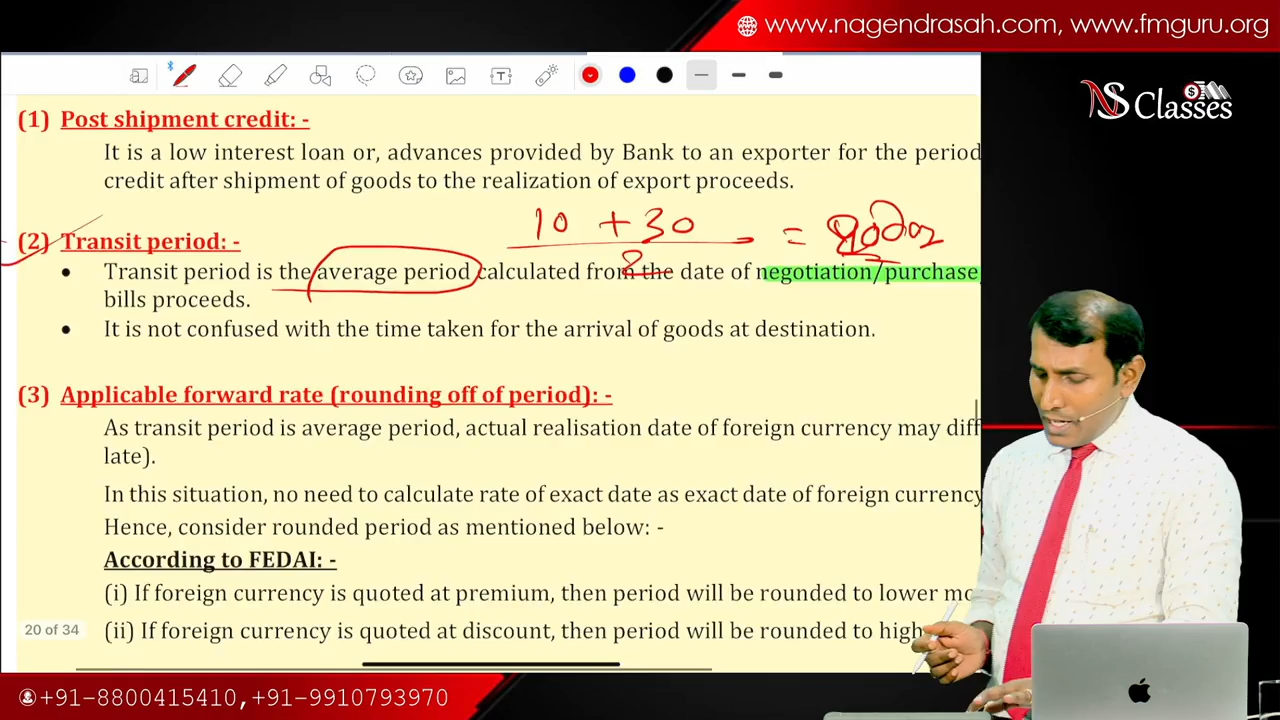 www.nagendrasah.com, www.fmguru.org
NS Classes
(1) Post shipment credit: -
It is a low interest loan or, advances provided by Bank to an exporter for the period
credit after shipment of goods to the realization of export proceeds.
10 + 30
2
=
(2) Transit period: -
Transit period is the average period calculated from the date of negotiation/purchase,
bills proceeds.
It is not confused with the time taken for the arrival of goods at destination.
(3) Applicable forward rate (rounding off of period): -
As transit period is average period, actual realisation date of foreign currency may diff
late).
In this situation, no need to calculate rate of exact date as exact date of foreign currency
Hence, consider rounded period as mentioned below: -
According to FEDAI: -
(i) If foreign currency is quoted at premium, then period will be rounded to lower mo
(ii) If foreign currency is quoted at discount, then period will be rounded to high
20 of 34
+91-8800415410,+91-9910793970